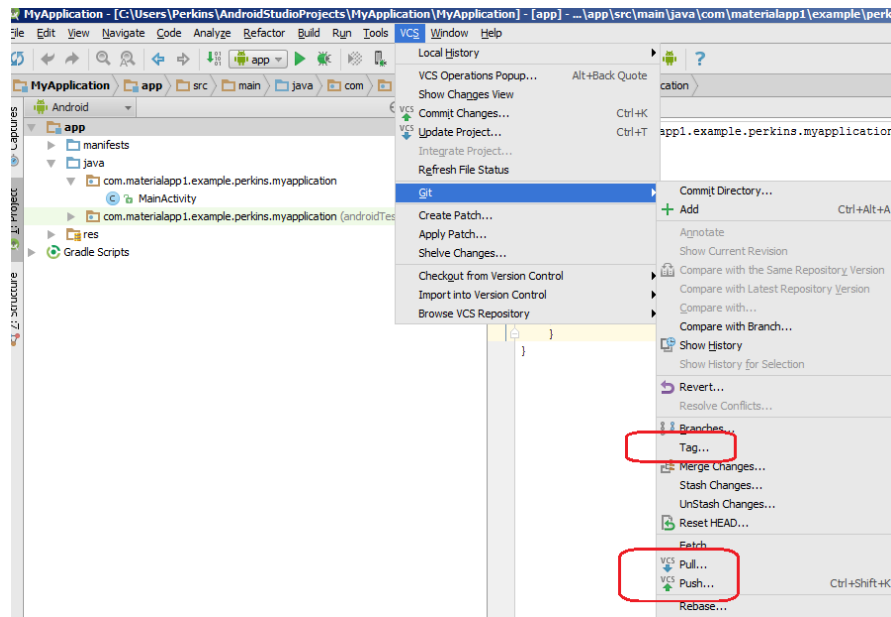 MyApplication - [C:\Users\Perkins\AndroidStudioProjects\MyApplication\MyApplication] - [app] - ...\app\src\main\java\com\materialapp1\example\perk
File Edit View Navigate Code Analyze Refactor Build Run Tools VCS Window Help
app
?
MyApplication app src main java com
cation
Android
Captures
1: Project
2: Structure
app
manifests
java
com.materialapp1.example.perkins.myapplication
C MainActivity
com.materialapp1.example.perkins.myapplication (androidTes
res
Gradle Scripts
Local History
VCS Operations Popup... Alt+Back Quote
Show Changes View
VCS Commit Changes... Ctrl+K
VCS Update Project... Ctrl+T
Integrate Project...
Refresh File Status
Git
Create Patch...
Apply Patch...
Shelve Changes...
Checkout from Version Control
Import into Version Control
Browse VCS Repository
app1.example.perkins.myapplication
}
}
Commit Directory...
Add Ctrl+Alt+A
Annotate
Show Current Revision
Compare with the Same Repository Version
Compare with Latest Repository Version
Compare with...
Compare with Branch...
Show History
Show History for Selection
Revert...
Resolve Conflicts...
Branches...
Tag...
Merge Changes...
Stash Changes...
UnStash Changes...
Reset HEAD...
Fetch
VCS Pull...
VCS Push... Ctrl+Shift+K
Rebase...